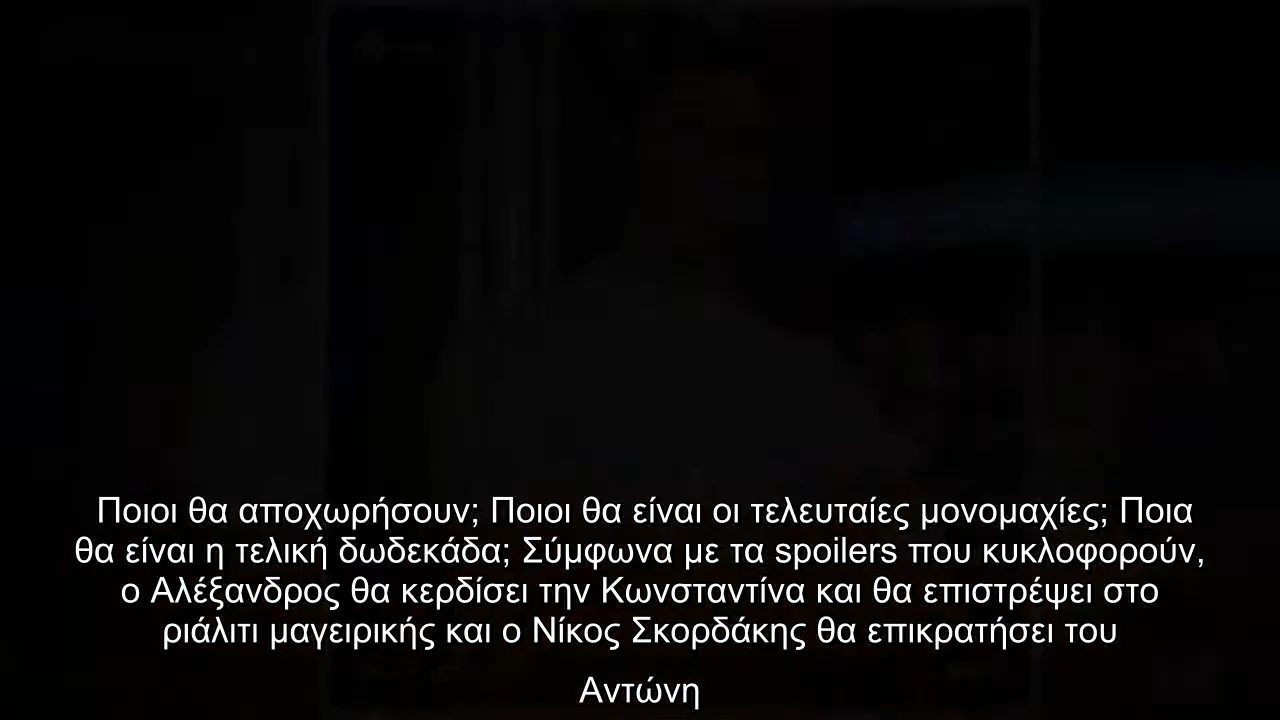 Ποιοι θα αποχωρήσουν; Ποιοι θα είναι οι τελευταίες μονομαχίες; Ποια
θα είναι η τελική δωδεκάδα; Σύμφωνα με τα spoilers που κυκλοφορούν,
ο Αλέξανδρος θα κερδίσει την Κωνσταντίνα και θα επιστρέψει στο
ριάλιτι μαγειρικής και ο Νίκος Σκορδάκης θα επικρατήσει του
Αντώνη